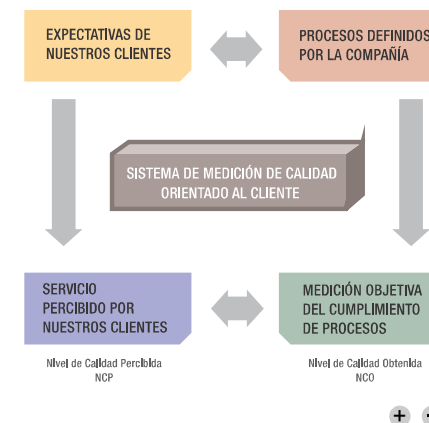 EXPECTATIVAS DE
NUESTROS CLIENTES
PROCESOS DEFINIDOS
POR LA COMPAÑÍA
SISTEMA DE MEDICIÓN DE CALIDAD
ORIENTADO AL CLIENTE
SERVICIO
PERCIBIDO POR
NUESTROS CLIENTES
MEDICIÓN OBJETIVA
DEL CUMPLIMIENTO
DE PROCESOS
Nivel de Calidad Percibida
NCP
Nivel de Calidad Obtenida
NCO